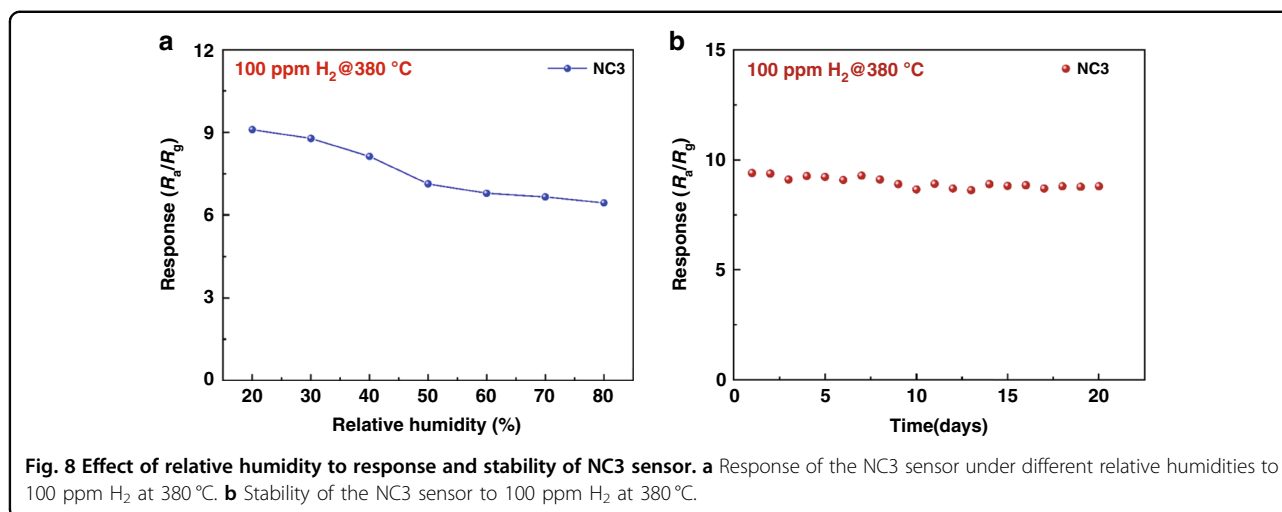 a
12
9
6
3
0
Response (Ra/Rg)
100 ppm H2@380 °C
NC3
20 30 40 50 60 70 80
Relative humidity (%)
b
15
10
5
0
Response (Ra/Rg)
100 ppm H2@380 °C
NC3
0 5 10 15 20
Time(days)
Fig. 8 Effect of relative humidity to response and stability of NC3 sensor. a Response of the NC3 sensor under different relative humidities to
100 ppm H2 at 380 °C. b Stability of the NC3 sensor to 100 ppm H2 at 380 °C.